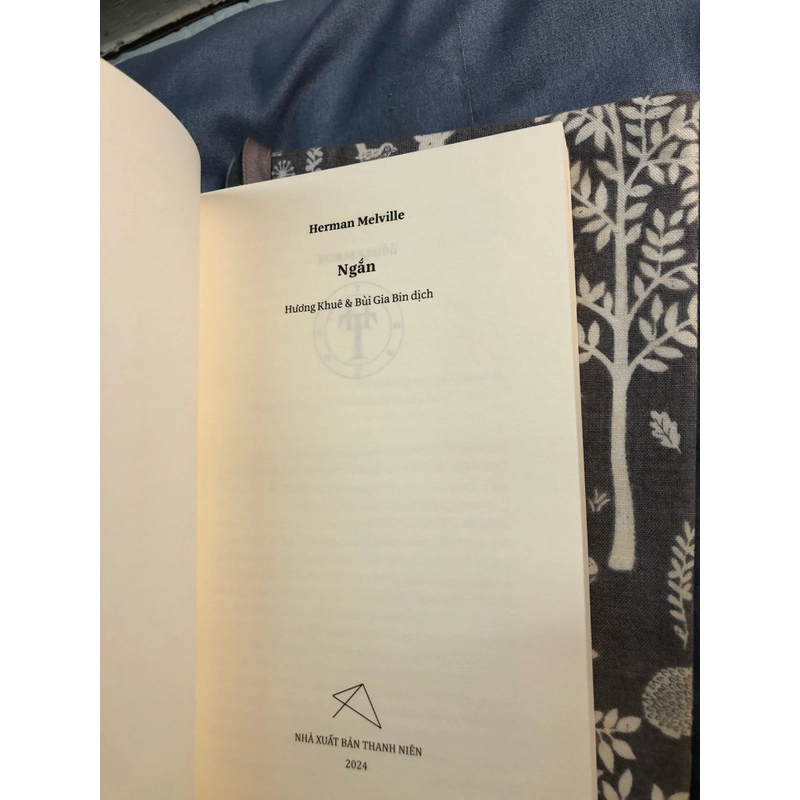 Herman Melville
Ngắn
Hương Khuê & Bùi Gia Bin dịch
NHÀ XUẤT BẢN THANH NIÊN
2024